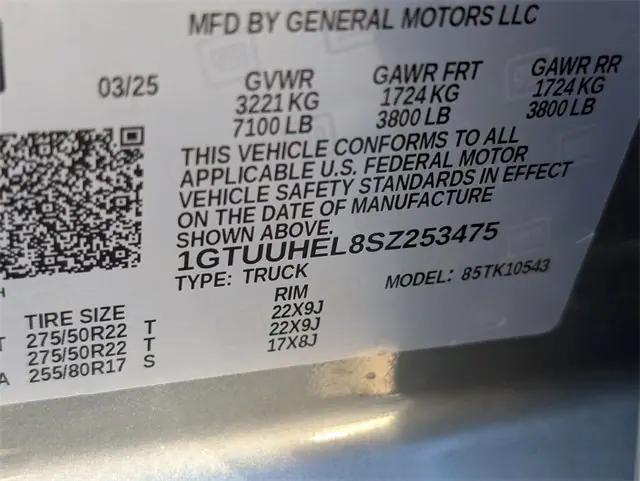 MFD BY GENERAL MOTORS LLC
03/25 GVWR GAWR FRT GAWR RR
3221 KG 1724 KG 1724 KG
7100 LB 3800 LB 3800 LB
THIS VEHICLE CONFORMS TO ALL
APPLICABLE U.S. FEDERAL MOTOR
VEHICLE SAFETY STANDARDS IN EFFECT
ON THE DATE OF MANUFACTURE
SHOWN ABOVE.
1GTUUHEL8SZ253475
TYPE: TRUCK MODEL: 85TK10543
TIRE SIZE RIM
275/50R22 T 22X9J
275/50R22 T 22X9J
255/80R17 S 17X8J